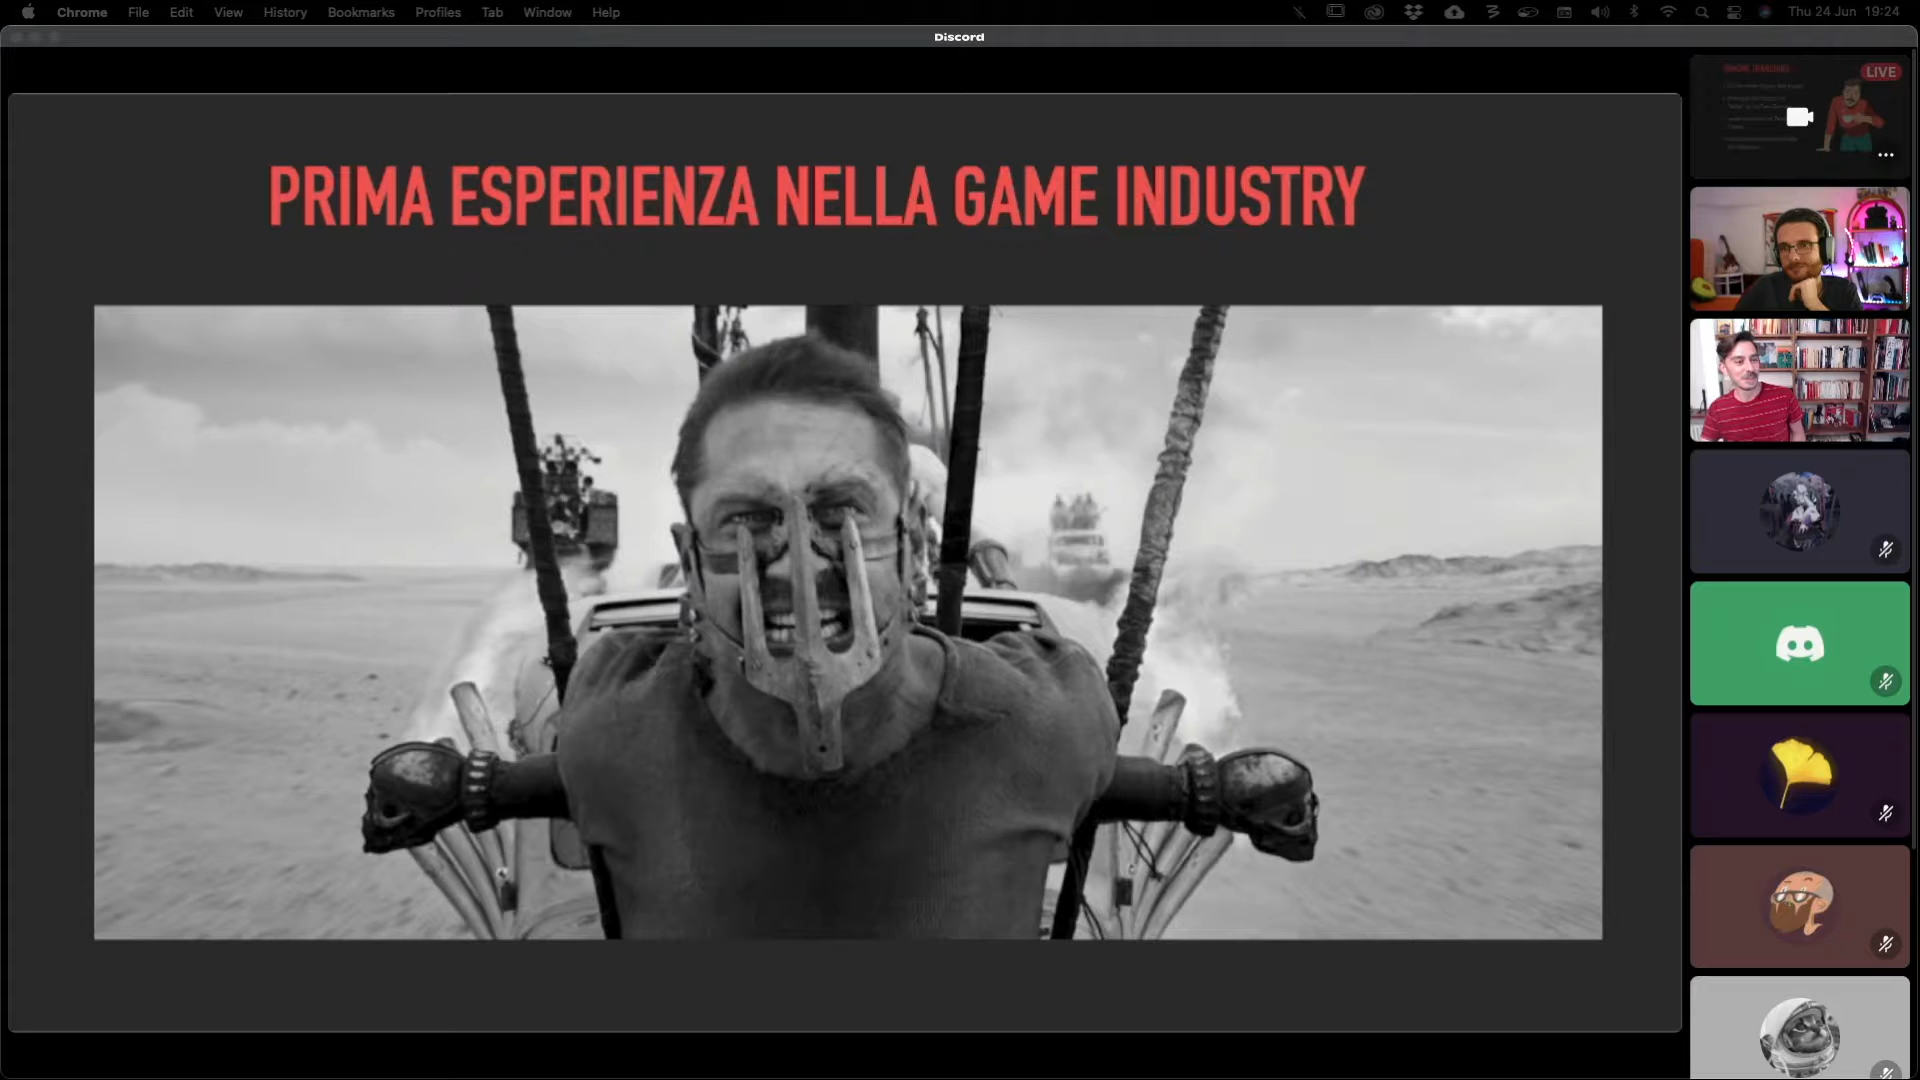 Chrome File Edit View History Bookmarks Profiles Tab Window Help Thu 24 Jun 19:24
Discord
LIVE
PRIMA ESPERIENZA NELLA GAME INDUSTRY